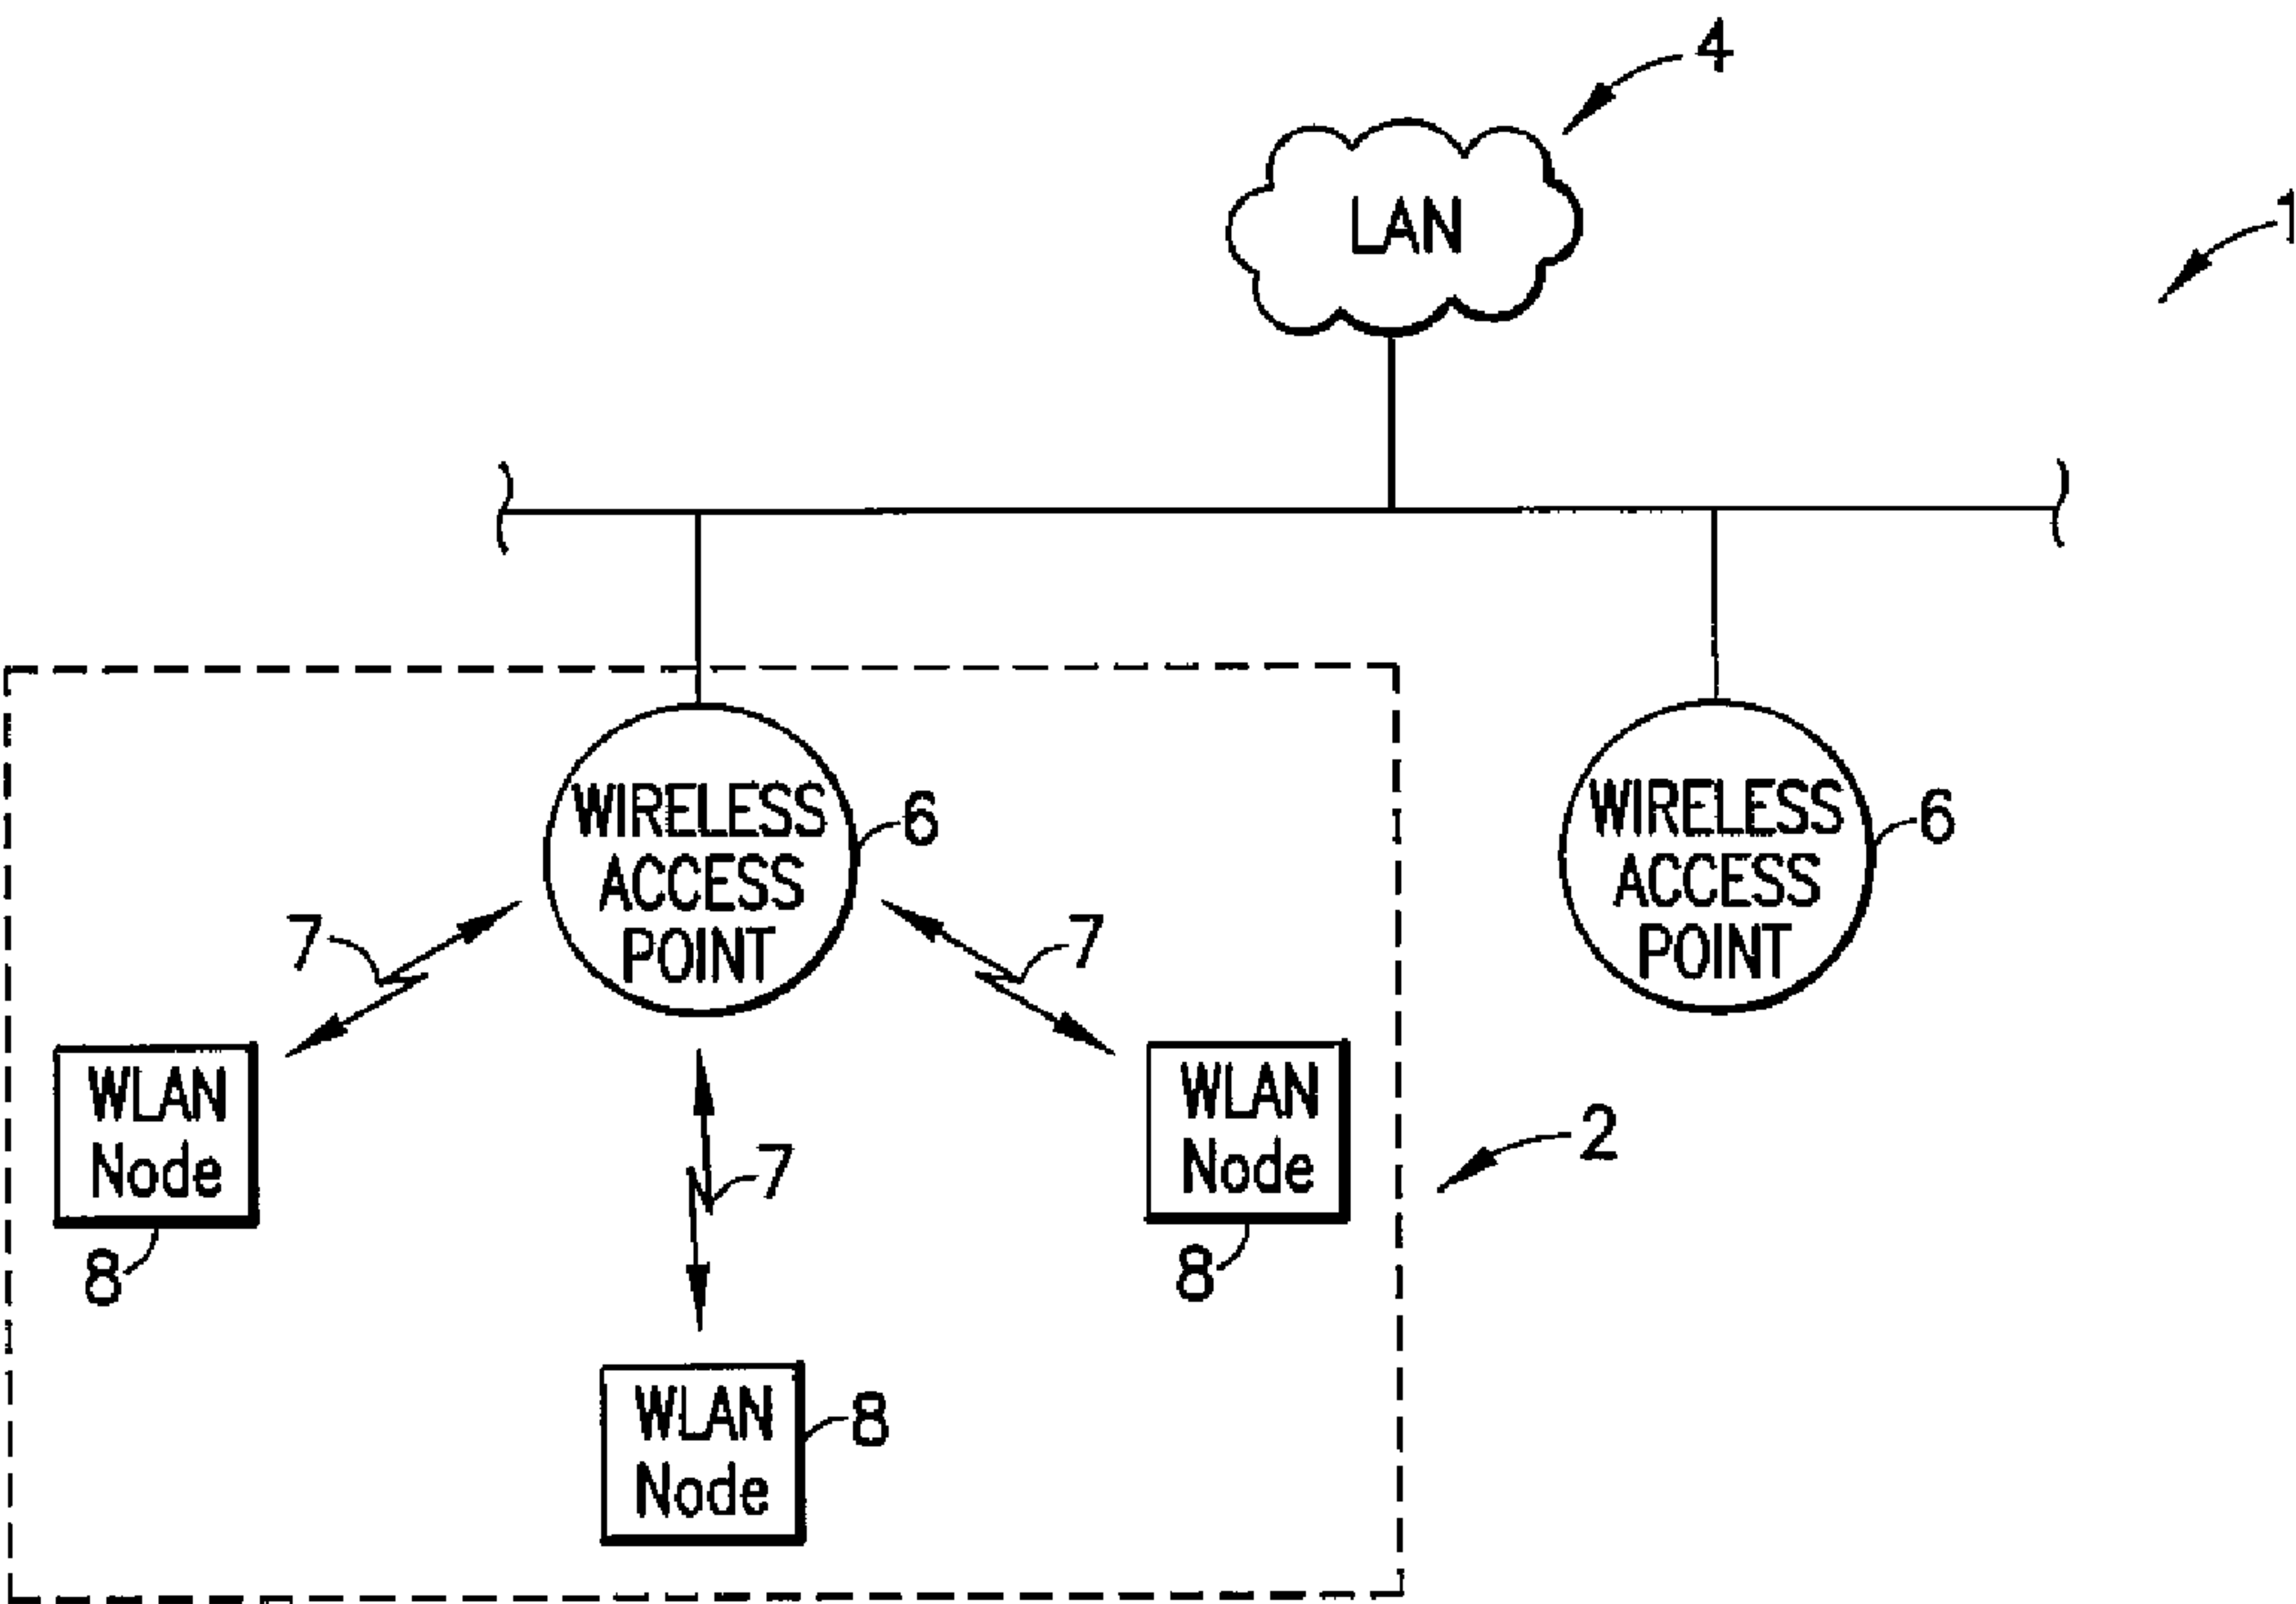 4
LAN
1
WIRELESS
ACCESS
POINT
6
WIRELESS
ACCESS
POINT
6
7
7
WLAN
Node
8
7
WLAN
Node
8
2
WLAN
Node
8